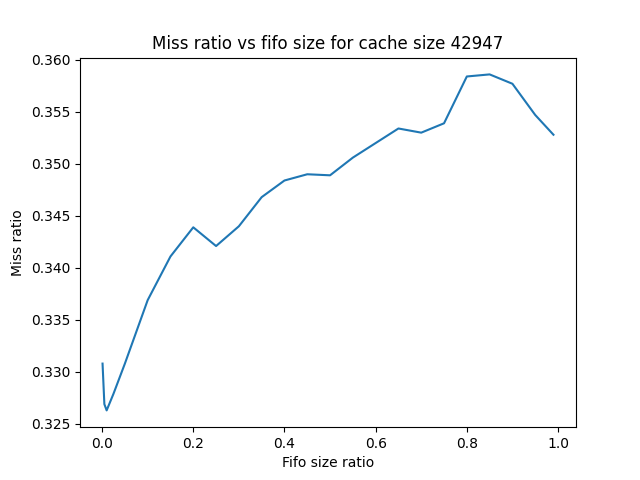 Miss ratio vs fifo size for cache size 42947
0.360
0.355
0.350
0.345
0.340
0.335
0.330
0.325
Miss ratio
0.0 0.2 0.4 0.6 0.8 1.0
Fifo size ratio